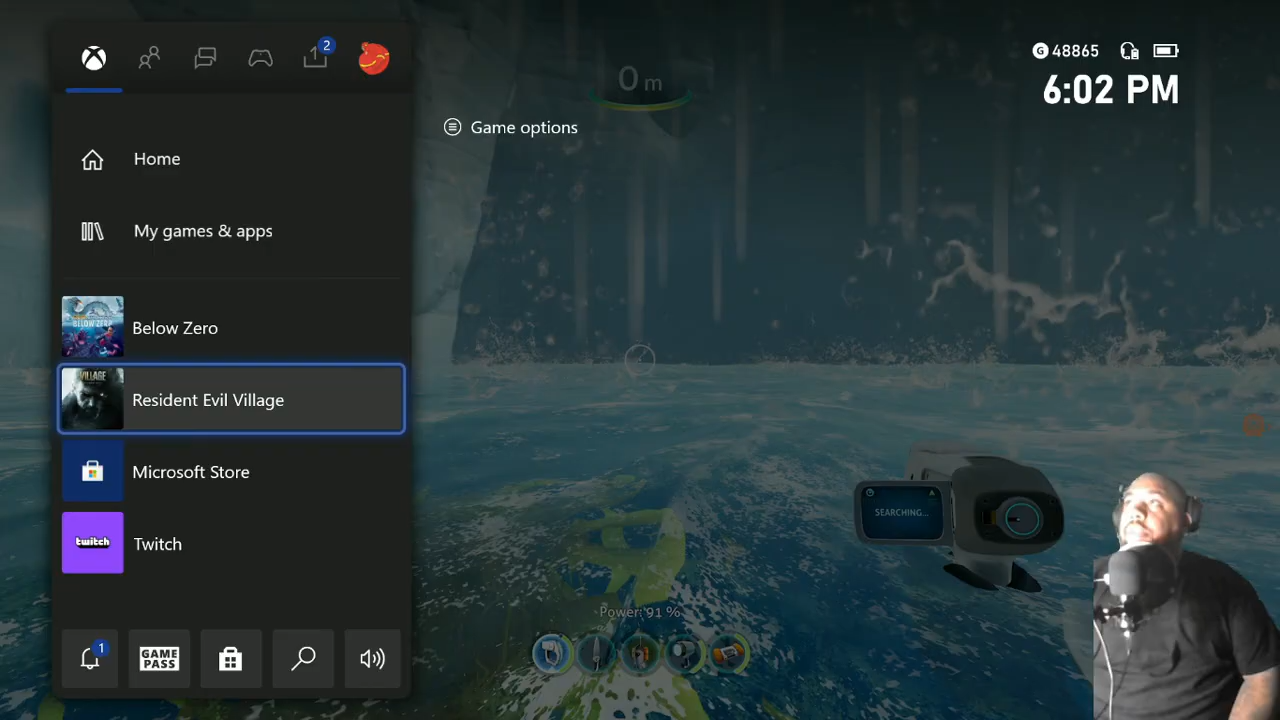 2
G 48865
6:02 PM
0 m
Game options
Home
My games & apps
BELOW ZERO
Below Zero
VILLAGE
Resident Evil Village
Microsoft Store
twitch
Twitch
SEARCHING...
Power: 91 %
1
GAME
PASS